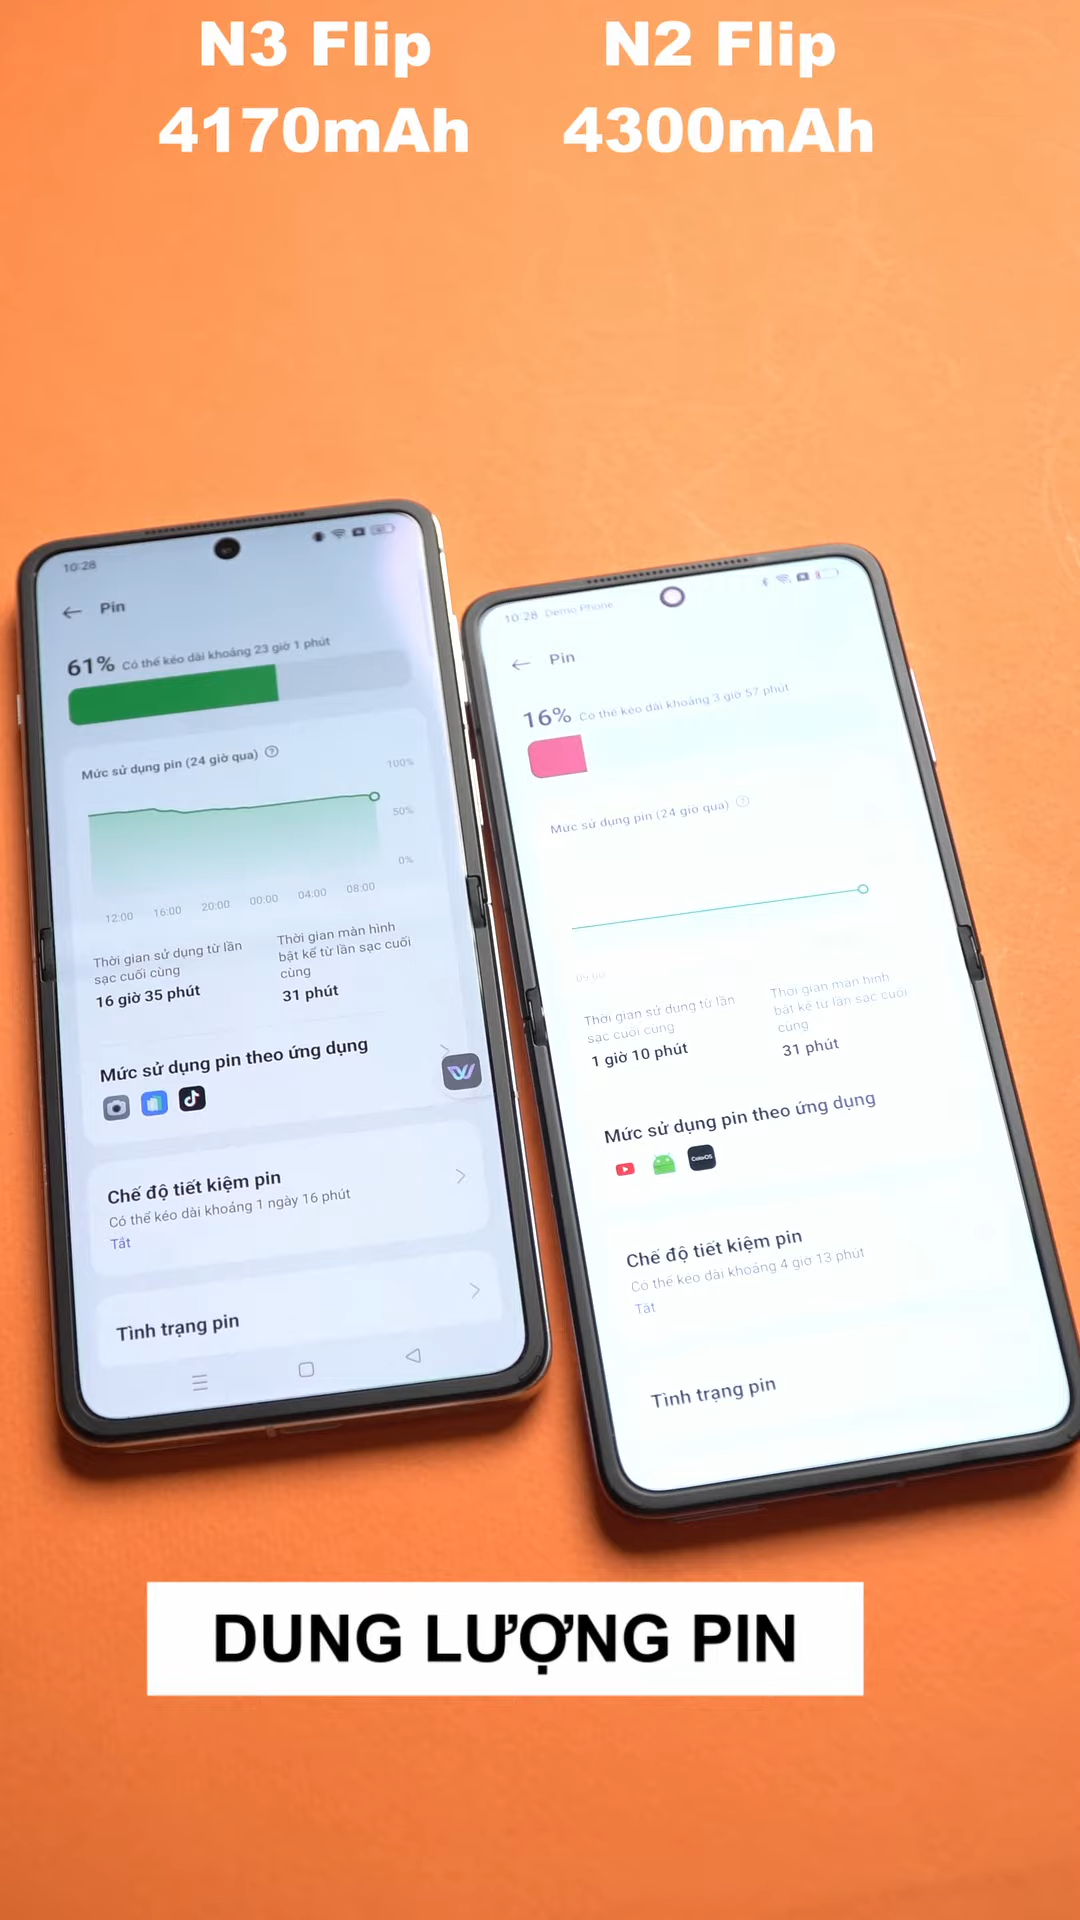 N3 Flip
4170mAh
N2 Flip
4300mAh
10:28
Pin
61% Có thể kéo dài khoảng 23 giờ 1 phút
Mức sử dụng pin (24 giờ qua)
100%
50%
0%
12:00 16:00 20:00 00:00 04:00 08:00
Thời gian sử dụng từ lần
sạc cuối cùng
16 giờ 35 phút
Thời gian màn hình
bật kể từ lần sạc cuối
cùng
31 phút
Mức sử dụng pin theo ứng dụng
Chế độ tiết kiệm pin
Có thể kéo dài khoảng 1 ngày 16 phút
Tắt
Tình trạng pin
10:28 Demo Phone
Pin
16% Có thể kéo dài khoảng 3 giờ 57 phút
Mức sử dụng pin (24 giờ qua)
09:00
Thời gian sử dụng từ lần
sạc cuối cùng
1 giờ 10 phút
Thời gian màn hình
bật kể từ lần sạc cuối
cùng
31 phút
Mức sử dụng pin theo ứng dụng
ColorOS
Chế độ tiết kiệm pin
Có thể kéo dài khoảng 4 giờ 13 phút
Tắt
Tình trạng pin
DUNG LƯỢNG PIN